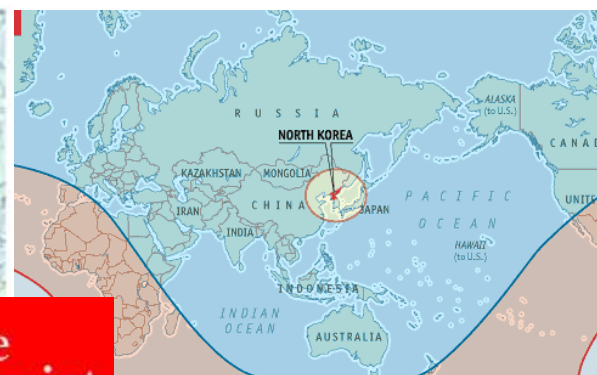 RUSSIA
ALASKA
(to U.S.)
NORTH KOREA
CANAD
KAZAKHSTAN
MONGOLIA
PACIFIC
OCEAN
CHINA
JAPAN
UNITE
IRAN
INDIA
HAWAII
(to U.S.)
INDONESIA
INDIAN
OCEAN
AUSTRALIA